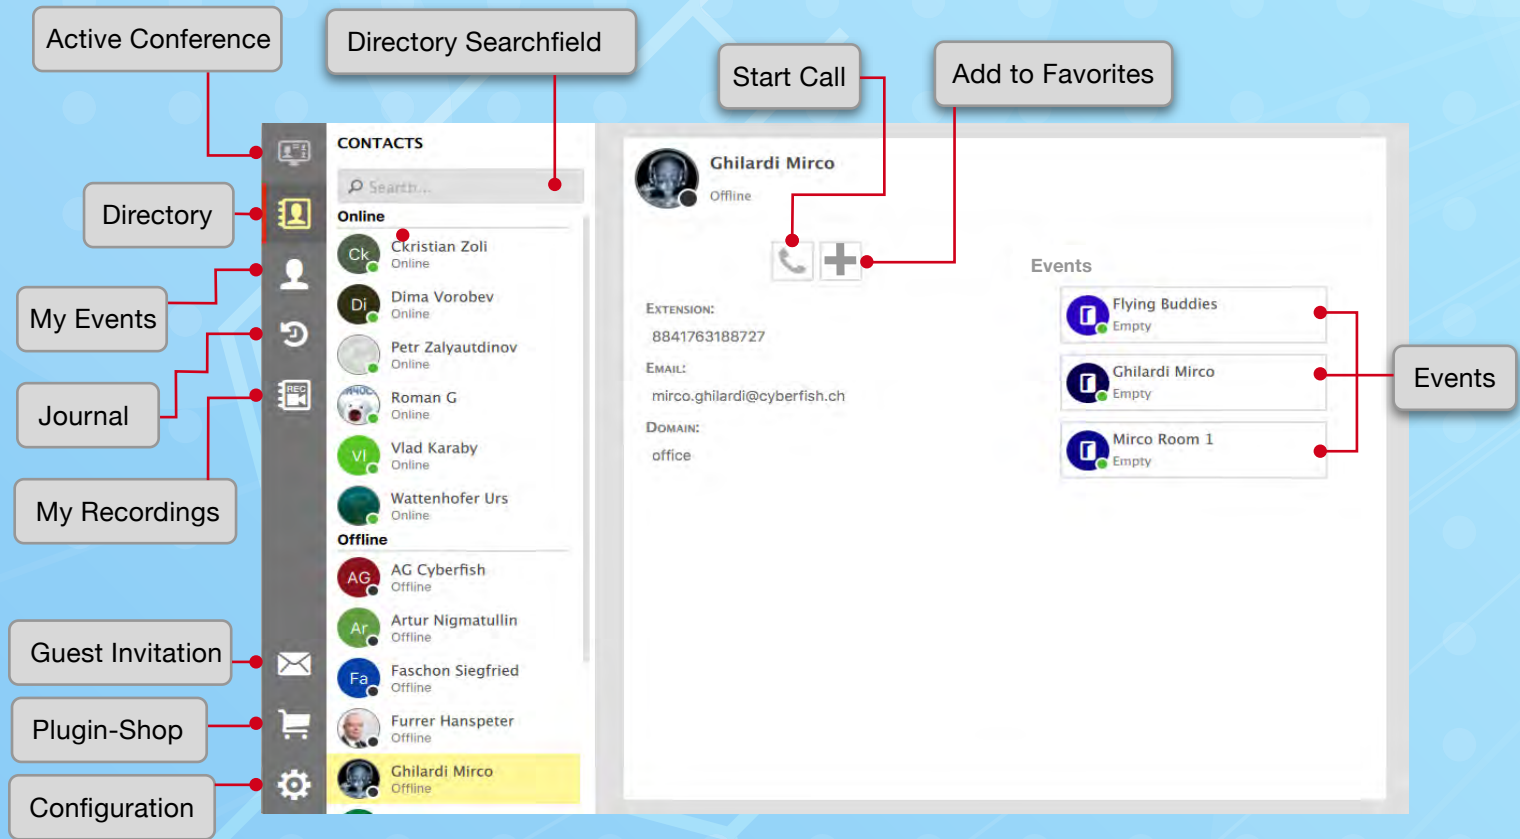 Active Conference
Directory Searchfield
Start Call
Add to Favorites
Directory
My Events
Journal
My Recordings
Guest Invitation
Plugin-Shop
Configuration
CONTACTS
Search...
Online
Ck
Ckristian Zoli
Online
Di
Dima Vorobev
Online
Petr Zalyautdinov
Online
Roman G
Online
Vl
Vlad Karaby
Online
Wattenhofer Urs
Online
Offline
AG
AG Cyberfish
Offline
Ar
Artur Nigmatullin
Offline
Fa
Faschon Siegfried
Offline
Furrer Hanspeter
Offline
Ghilardi Mirco
Offline
REC
Ghilardi Mirco
Offline
EXTENSION:
8841763188727
EMAIL:
mirco.ghilardi@cyberfish.ch
DOMAIN:
office
Events
Flying Buddies
Empty
Ghilardi Mirco
Empty
Mirco Room 1
Empty
Events